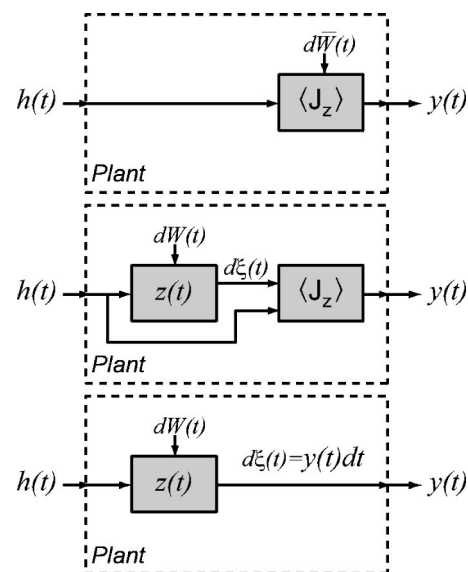 dW̅(t)
h(t) ⟨J_z⟩ y(t)
Plant
dW(t)
dξ(t)
h(t) z(t) ⟨J_z⟩ y(t)
Plant
dW(t)
dξ(t)=y(t)dt
h(t) z(t) y(t)
Plant